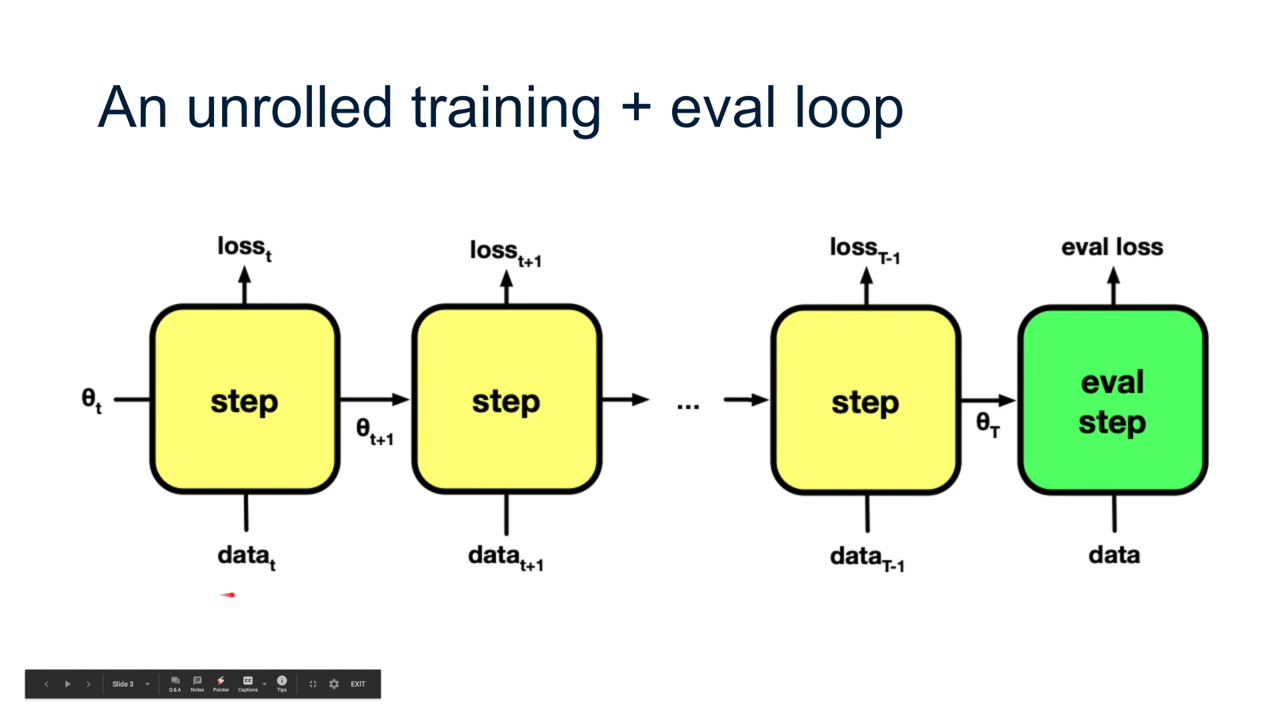 An unrolled training + eval loop
loss_t
loss_t+1
loss_T-1
eval loss
θ_t
step
θ_t+1
step
...
step
θ_T
eval
step
data_t
data_t+1
data_T-1
data
Slide 3
Q&A
Notes
Pointer
CC
Captions
Tips
EXIT